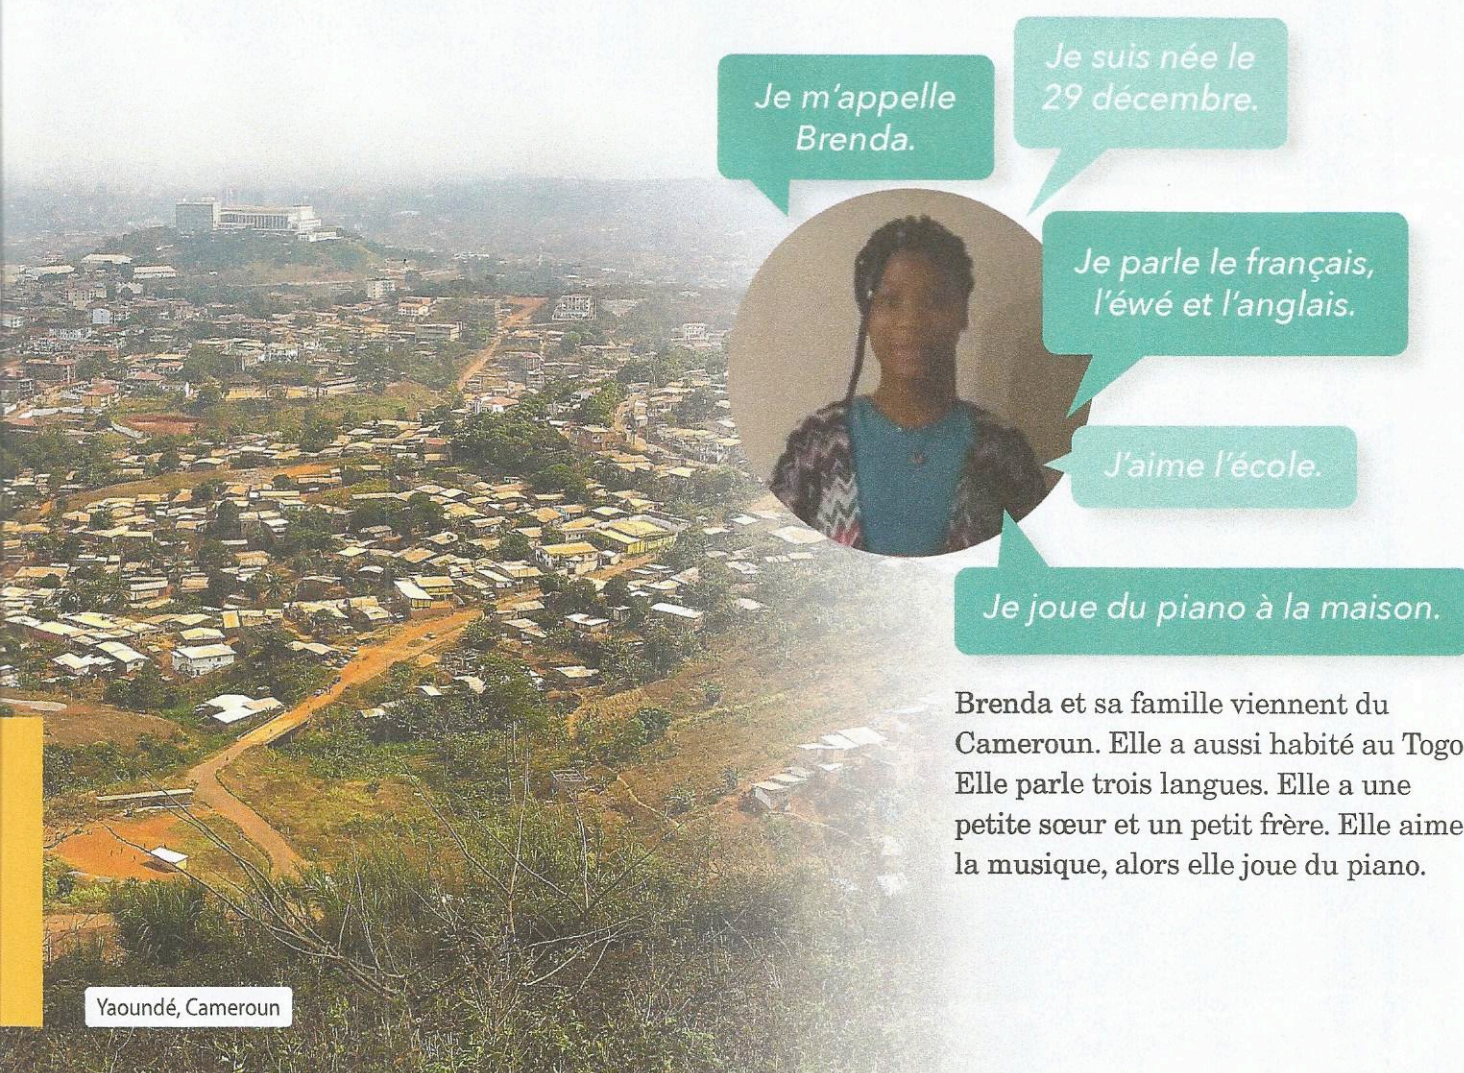 Je m'appelle
Brenda.
Je suis née le
29 décembre.
Je parle le français,
l'éwé et l'anglais.
J'aime l'école.
Je joue du piano à la maison.
Brenda et sa famille viennent du
Cameroun. Elle a aussi habité au Togo
Elle parle trois langues. Elle a une
petite sœur et un petit frère. Elle aime
la musique, alors elle joue du piano.
Yaoundé, Cameroun